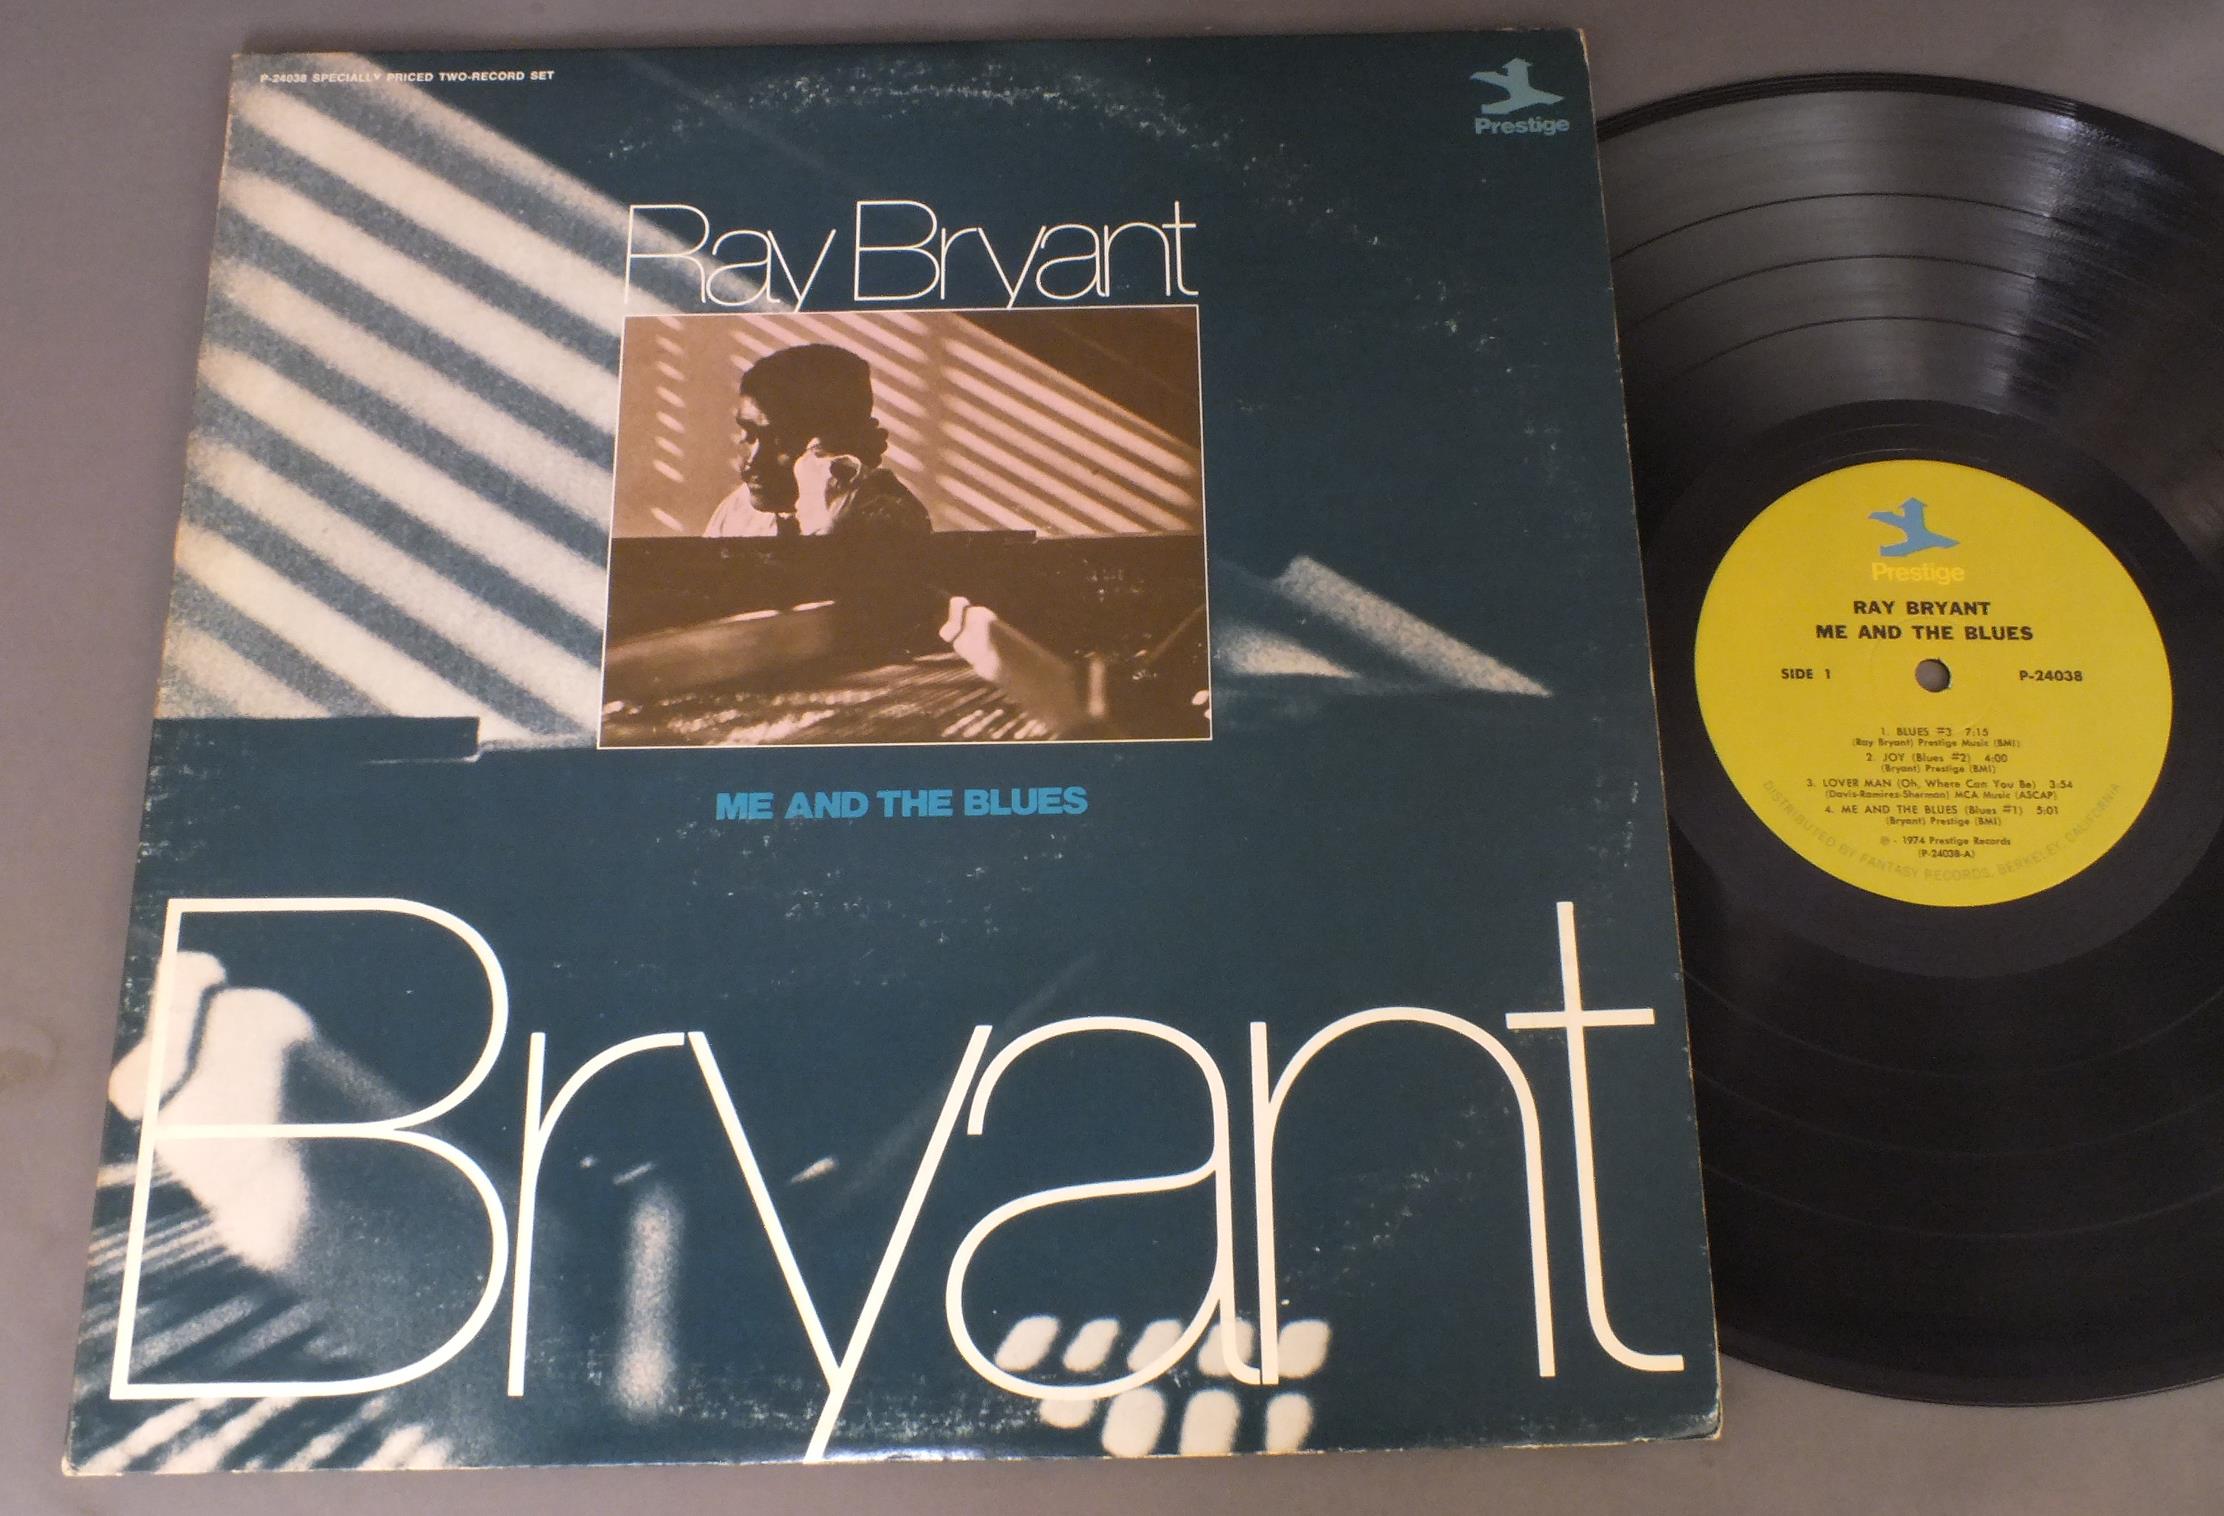 P-24038 SPECIALLY PRICED TWO-RECORD SET
Prestige
Ray Bryant
ME AND THE BLUES
Bryant
Prestige
RAY BRYANT
ME AND THE BLUES
SIDE 1
P-24038
1. BLUES #3 7:15
(Ray Bryant) Prestige Music (BMI)
2. JOY (Blues #2) 4:00
(Bryant) Prestige (BMI)
3. LOVER MAN (Oh, Where Can You Be) 3:54
(Davis-Ramirez-Sherman) MCA Music (ASCAP)
4. ME AND THE BLUES (Blues #1) 5:01
(Bryant) Prestige (BMI)
℗ - 1974 Prestige Records
(P-24038-A)
DISTRIBUTED BY FANTASY RECORDS, BERKELEY, CALIFORNIA